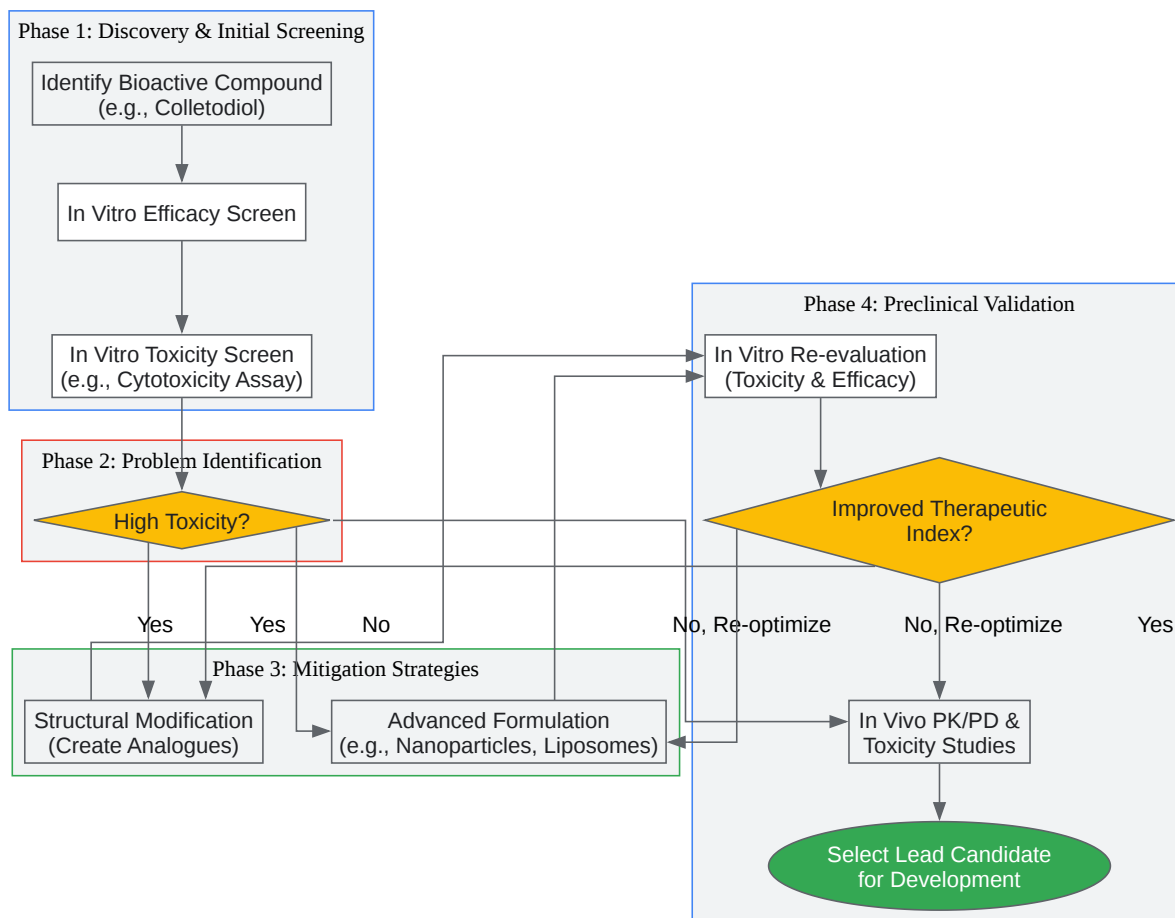 Phase 1: Discovery & Initial Screening
Identify Bioactive Compound
(e.g., Colletodiol)
In Vitro Efficacy Screen
In Vitro Toxicity Screen
(e.g., Cytotoxicity Assay)
Phase 2: Problem Identification
High Toxicity?
Yes
Yes
No
Phase 3: Mitigation Strategies
Structural Modification
(Create Analogues)
Advanced Formulation
(e.g., Nanoparticles, Liposomes)
Phase 4: Preclinical Validation
In Vitro Re-evaluation
(Toxicity & Efficacy)
Improved Therapeutic
Index?
No, Re-optimize
No, Re-optimize
Yes
In Vivo PK/PD &
Toxicity Studies
Select Lead Candidate
for Development